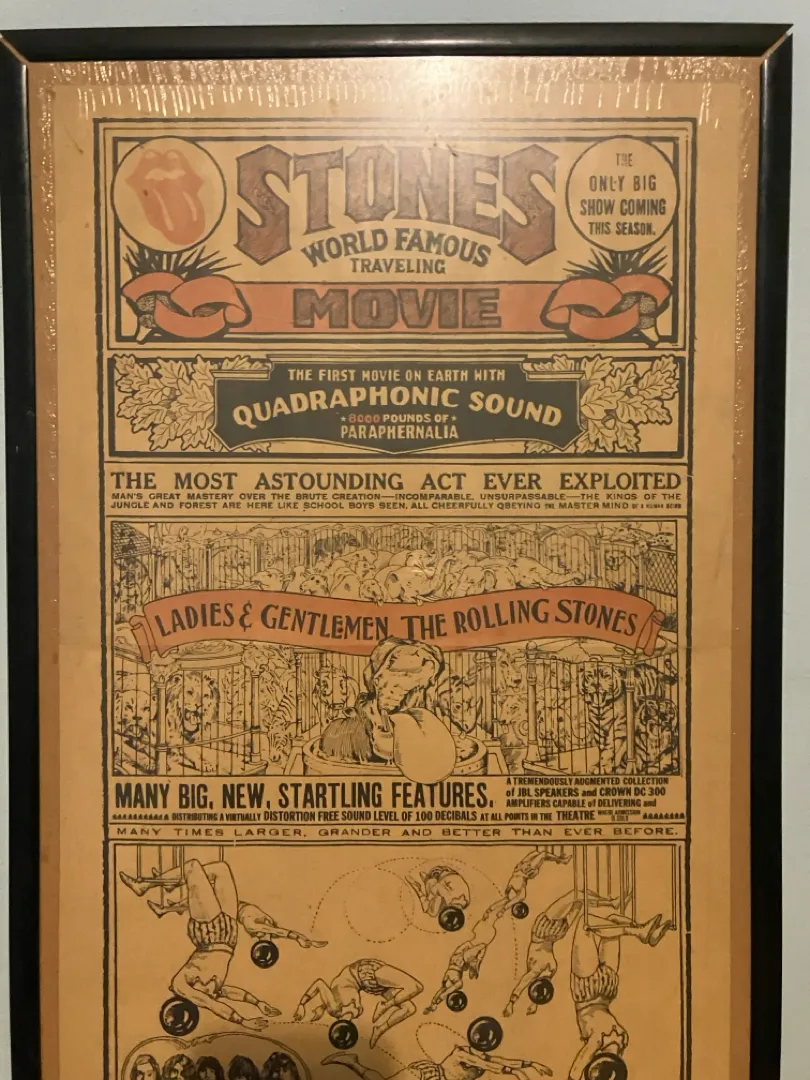 STONES
WORLD FAMOUS
TRAVELING
MOVIE
THE
ONLY BIG
SHOW COMING
THIS SEASON.
THE FIRST MOVIE ON EARTH WITH
QUADRAPHONIC SOUND
★8000 POUNDS OF★
PARAPHERNALIA
THE MOST ASTOUNDING ACT EVER EXPLOITED
MAN'S GREAT MASTERY OVER THE BRUTE CREATION—INCOMPARABLE, UNSURPASSABLE—THE KINGS OF THE
JUNGLE AND FOREST ARE HERE LIKE SCHOOL BOYS SEEN, ALL CHEERFULLY OBEYING THE MASTER MIND OF A HUMAN BEING
LADIES & GENTLEMEN, THE ROLLING STONES
MANY BIG, NEW, STARTLING FEATURES.
A TREMENDOUSLY AUGMENTED COLLECTION
of JBL SPEAKERS and CROWN DC 300
AMPLIFIERS CAPABLE of DELIVERING and
DISTRIBUTING A VIRTUALLY DISTORTION FREE SOUND LEVEL OF 100 DECIBALS AT ALL POINTS IN THE THEATRE WHERE ADMISSION
IS SOLD
MANY TIMES LARGER, GRANDER AND BETTER THAN EVER BEFORE.